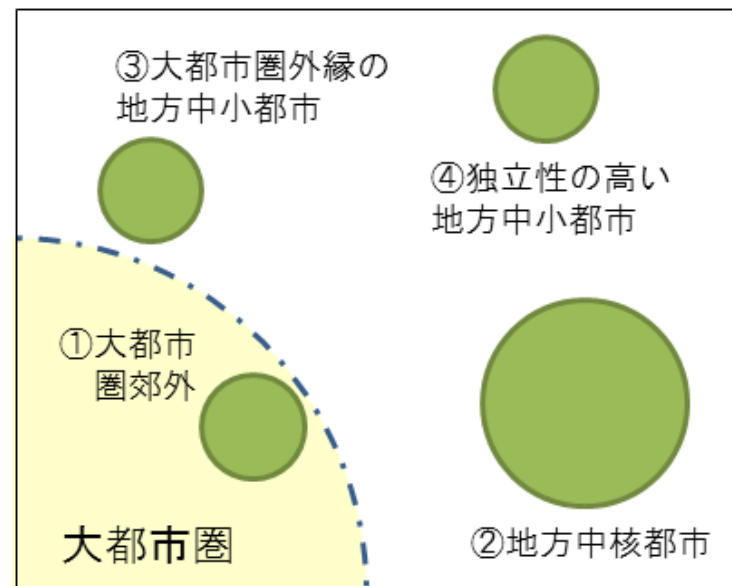 ③大都市圏外縁の
地方中小都市
④独立性の高い
地方中小都市
①大都市
圏郊外
大都市圏
②地方中核都市